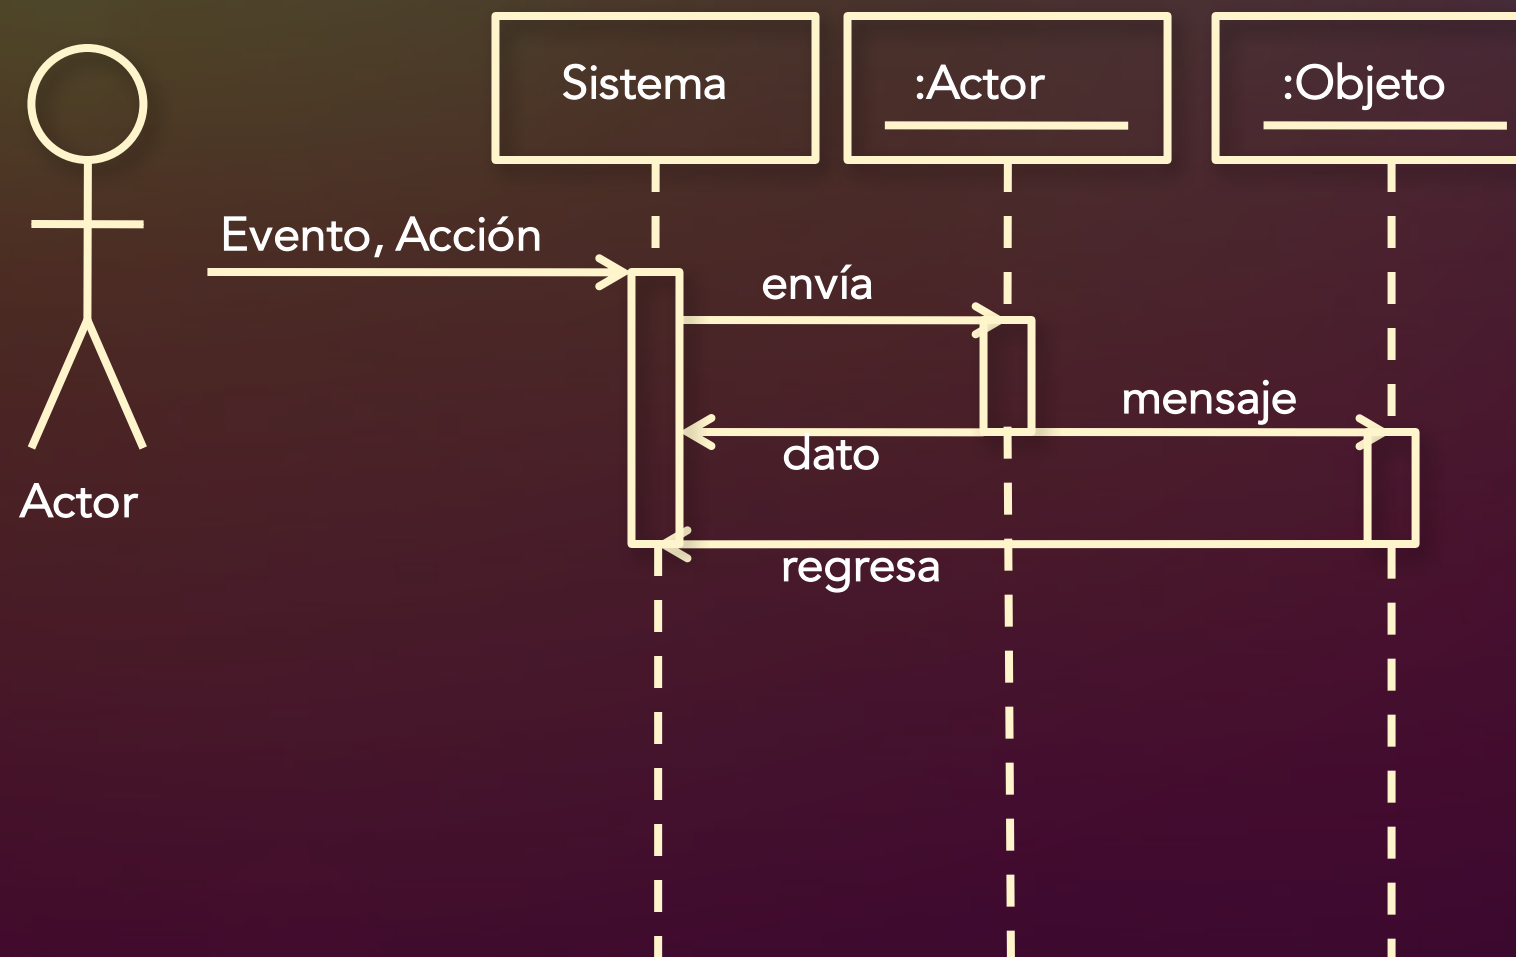 Sistema
:Actor
:Objeto
Evento, Acción
envía
mensaje
dato
Actor
regresa